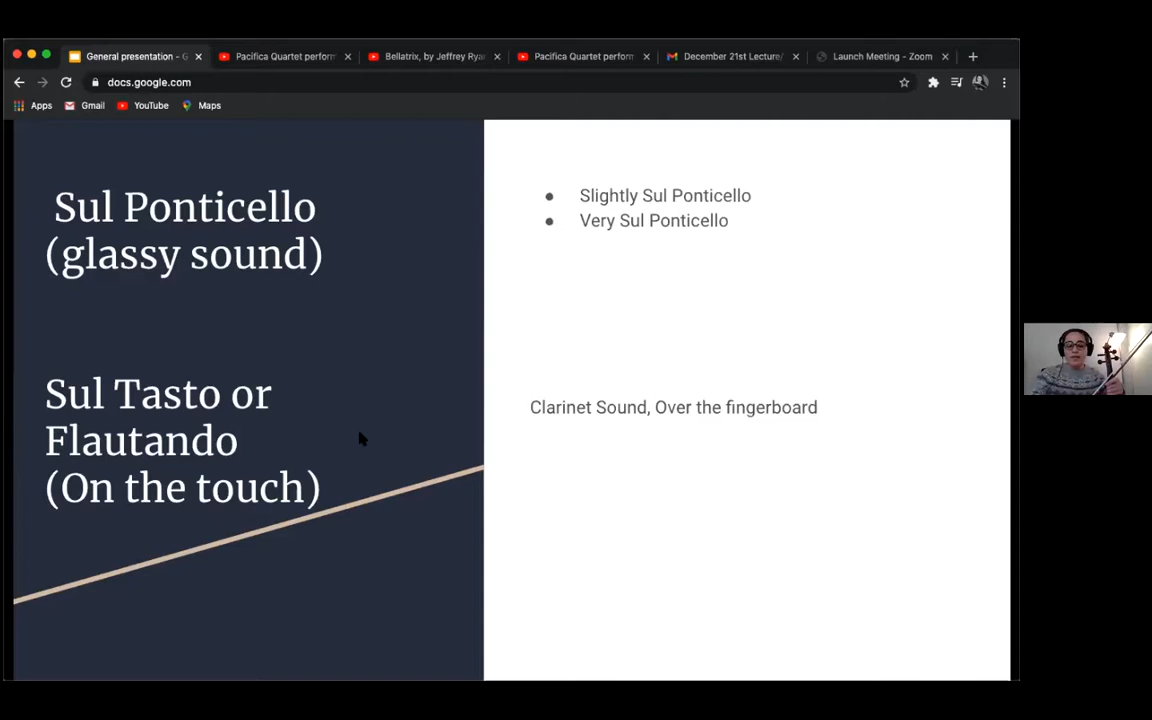 General presentation - G
Pacifica Quartet perform
Bellatrix, by Jeffrey Rya
Pacifica Quartet perform
December 21st Lecture/
Launch Meeting - Zoom
docs.google.com
Apps
Gmail
YouTube
Maps
Sul Ponticello
(glassy sound)
Slightly Sul Ponticello
Very Sul Ponticello
Sul Tasto or
Flautando
(On the touch)
Clarinet Sound, Over the fingerboard